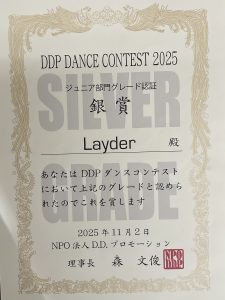 DDP DANCE CONTEST 2025
SILVER
ジュニア部門グレード認証
銀賞
Layder 殿
あなたは DDP ダンスコンテスト
において上記のグレードと認めら
れたのでこれを賞します
GRADE
2025年11月2日
NPO法人 D.D. プロモーション
理事長 森 文俊